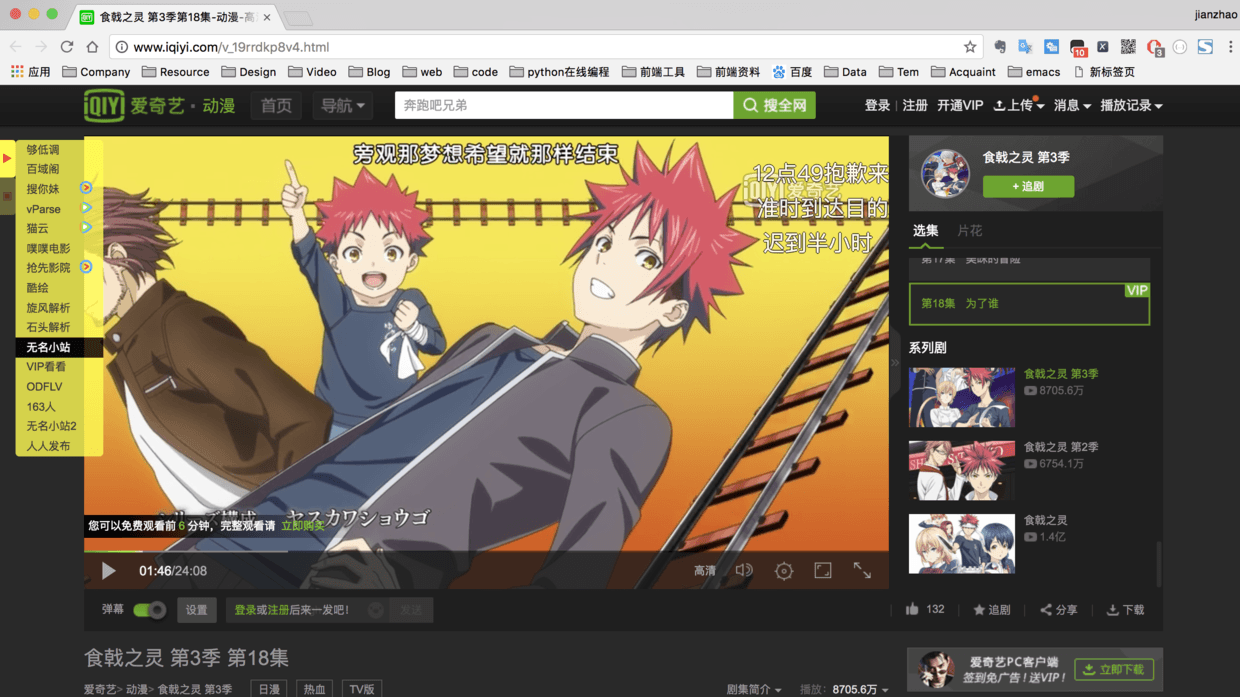 食戟之灵 第3季第18集-动漫-高
jianzhao
www.iqiyi.com/v_19rrdkp8v4.html
10
3
应用 Company Resource Design Video Blog web code python在线编程 前端工具 前端资料 百度 Data Tem Acquaint emacs 新标签页
iQIYI 爱奇艺·动漫 首页 导航 奔跑吧兄弟 搜全网 登录 注册 开通VIP 上传 消息 播放记录
够低调
百域阁
搜你妹
vParse
猫云
噗噗电影
抢先影院
酷绘
旋风解析
石头解析
无名小站
VIP看看
ODFLV
163人
无名小站2
人人发布
旁观那梦想希望就那样结束
12点49抱歉来
iQIYI 爱奇艺
准时到达目的
迟到半小时
シリーズ構成 ヤスカワショウゴ
您可以免费观看前 6 分钟，完整观看请 立即购买
01:46/24:08
高清
弹幕 设置 登录或注册后来一发吧！ 发送
食戟之灵 第3季
+ 追剧
选集 片花
第17集 美味的冒险
第18集 为了谁
VIP
系列剧
食戟之灵 第3季
8705.6万
食戟之灵 第2季
6754.1万
食戟之灵
1.4亿
132 追剧 分享 下载
食戟之灵 第3季 第18集
爱奇艺> 动漫> 食戟之灵 第3季 日漫 热血 TV版
剧集简介 播放：8705.6万
爱奇艺PC客户端
签到免广告！送VIP！
立即下载